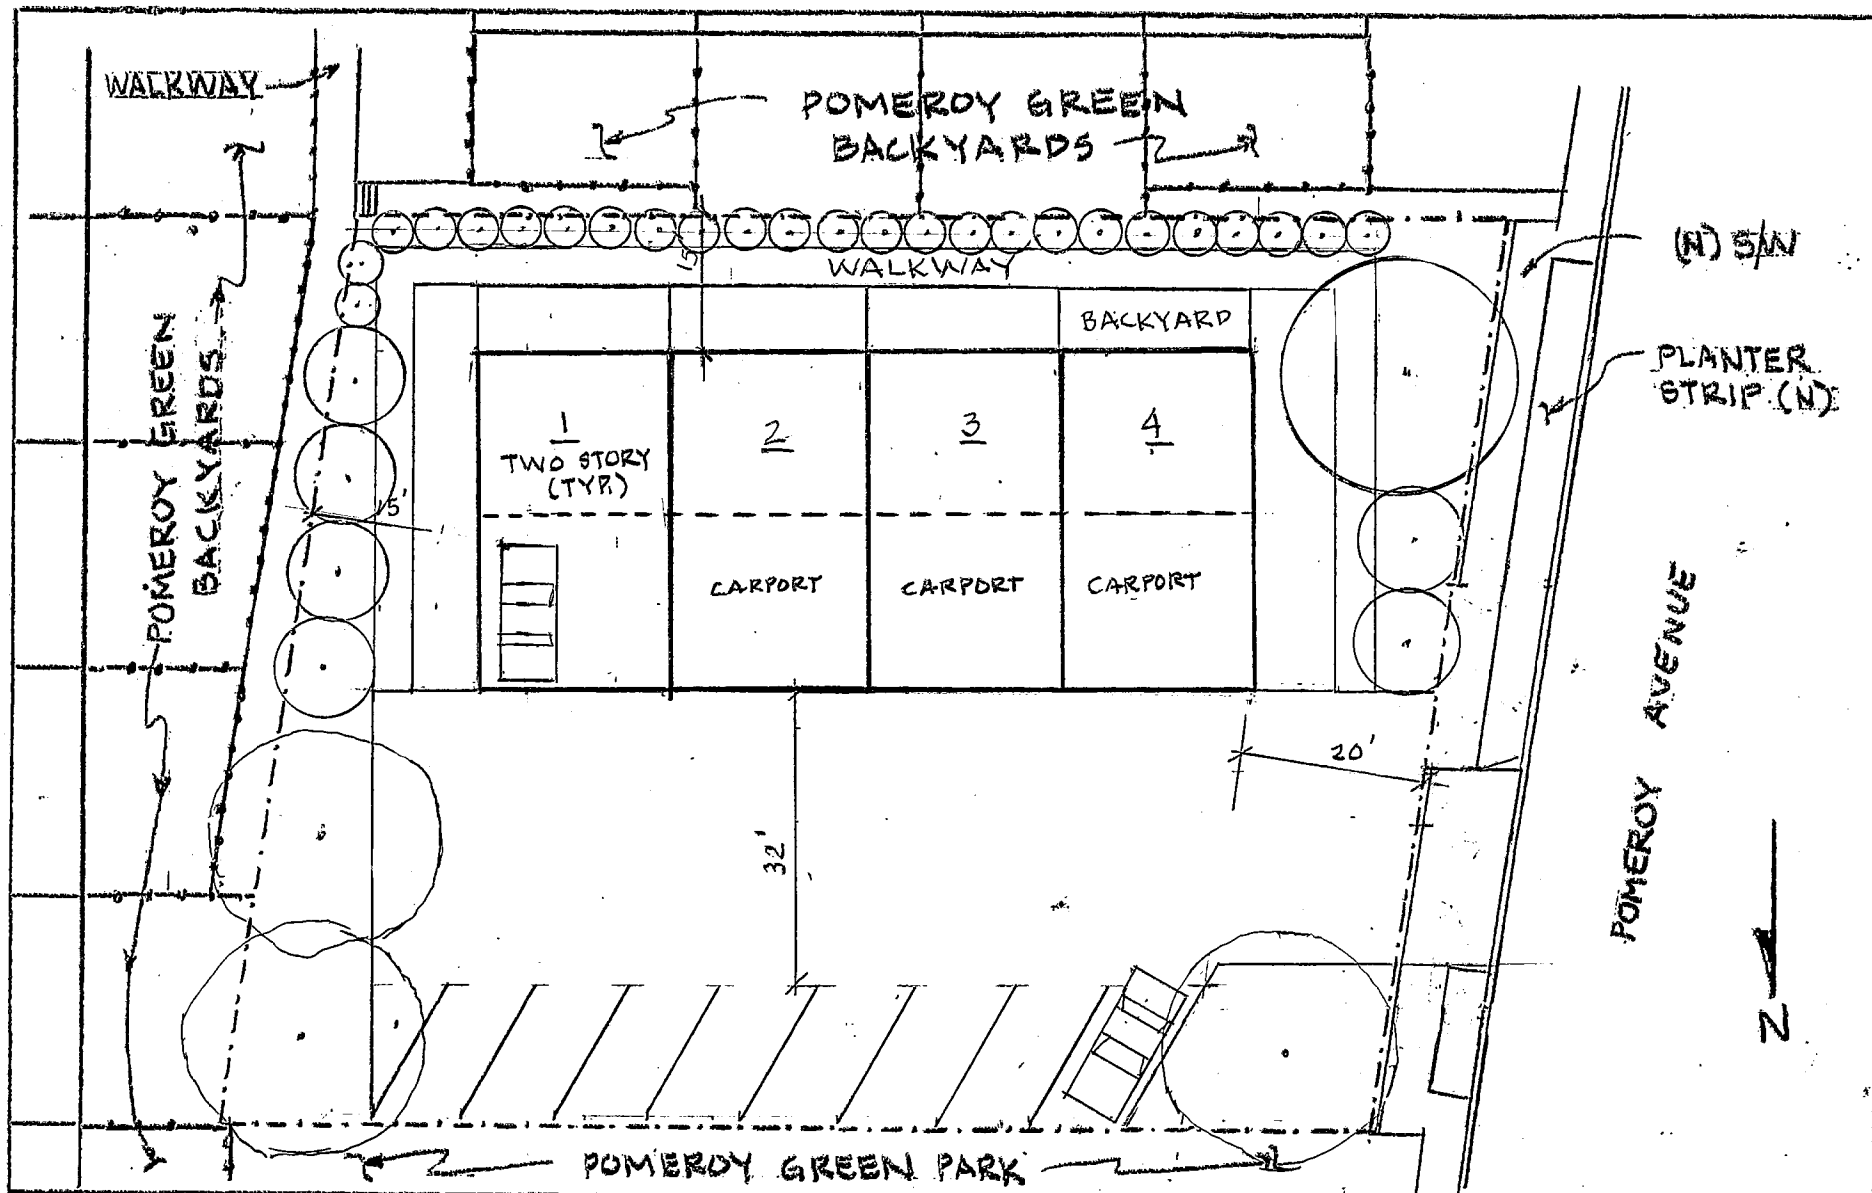 WALKWAY
POMEROY GREEN
BACKYARDS
(N) S/W
WALKWAY
BACKYARD
PLANTER
STRIP (N)
15'
POMEROY GREEN
BACKYARDS
1
TWO STORY
(TYP.)
2
3
4
15'
CARPORT
CARPORT
CARPORT
POMEROY AVENUE
20'
32'
N
POMEROY GREEN PARK